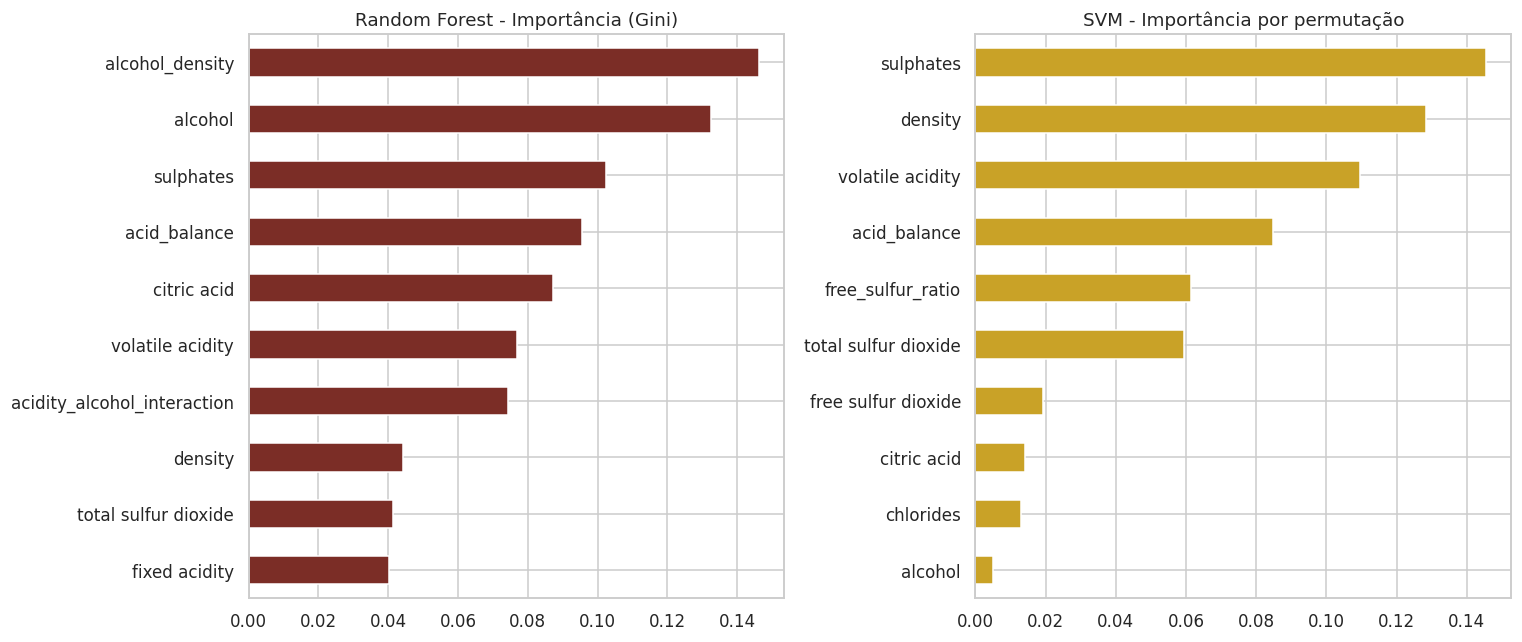 Random Forest - Importância (Gini)
alcohol_density
alcohol
sulphates
acid_balance
citric acid
volatile acidity
acidity_alcohol_interaction
density
total sulfur dioxide
fixed acidity
0.00 0.02 0.04 0.06 0.08 0.10 0.12 0.14
SVM - Importância por permutação
sulphates
density
volatile acidity
acid_balance
free_sulfur_ratio
total sulfur dioxide
free sulfur dioxide
citric acid
chlorides
alcohol
0.00 0.02 0.04 0.06 0.08 0.10 0.12 0.14